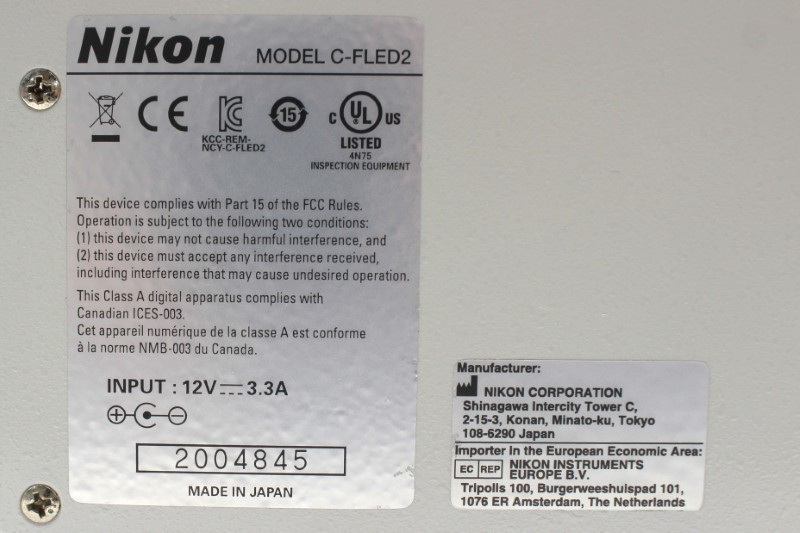 Nikon MODEL C-FLED2
CE
15
c UL US
KCC-REM-
NCY-C-FLED2
LISTED
4N75
INSPECTION EQUIPMENT
This device complies with Part 15 of the FCC Rules.
Operation is subject to the following two conditions:
(1) this device may not cause harmful interference, and
(2) this device must accept any interference received,
including interference that may cause undesired operation.
This Class A digital apparatus complies with
Canadian ICES-003.
Cet appareil numérique de la classe A est conforme
à la norme NMB-003 du Canada.
INPUT : 12V⎓3.3A
2004845
MADE IN JAPAN
Manufacturer:
NIKON CORPORATION
Shinagawa Intercity Tower C,
2-15-3, Konan, Minato-ku, Tokyo
108-6290 Japan
Importer In the European Economic Area:
EC REP NIKON INSTRUMENTS
EUROPE B.V.
Tripolis 100, Burgerweeshuispad 101,
1076 ER Amsterdam, The Netherlands